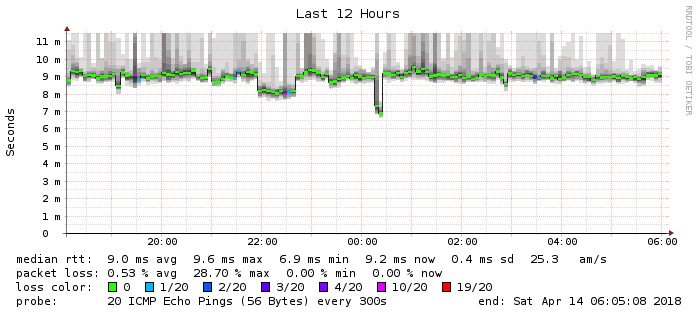 Last 12 Hours
RRDTOOL / TOBI OETIKER
Seconds
11 m
10 m
9 m
8 m
7 m
6 m
5 m
4 m
3 m
2 m
1 m
0
20:00 22:00 00:00 02:00 04:00 06:00
median rtt: 9.0 ms avg 9.6 ms max 6.9 ms min 9.2 ms now 0.4 ms sd 25.3 am/s
packet loss: 0.53 % avg 28.70 % max 0.00 % min 0.00 % now
loss color: 0 1/20 2/20 3/20 4/20 10/20 19/20
probe: 20 ICMP Echo Pings (56 Bytes) every 300s end: Sat Apr 14 06:05:08 2018